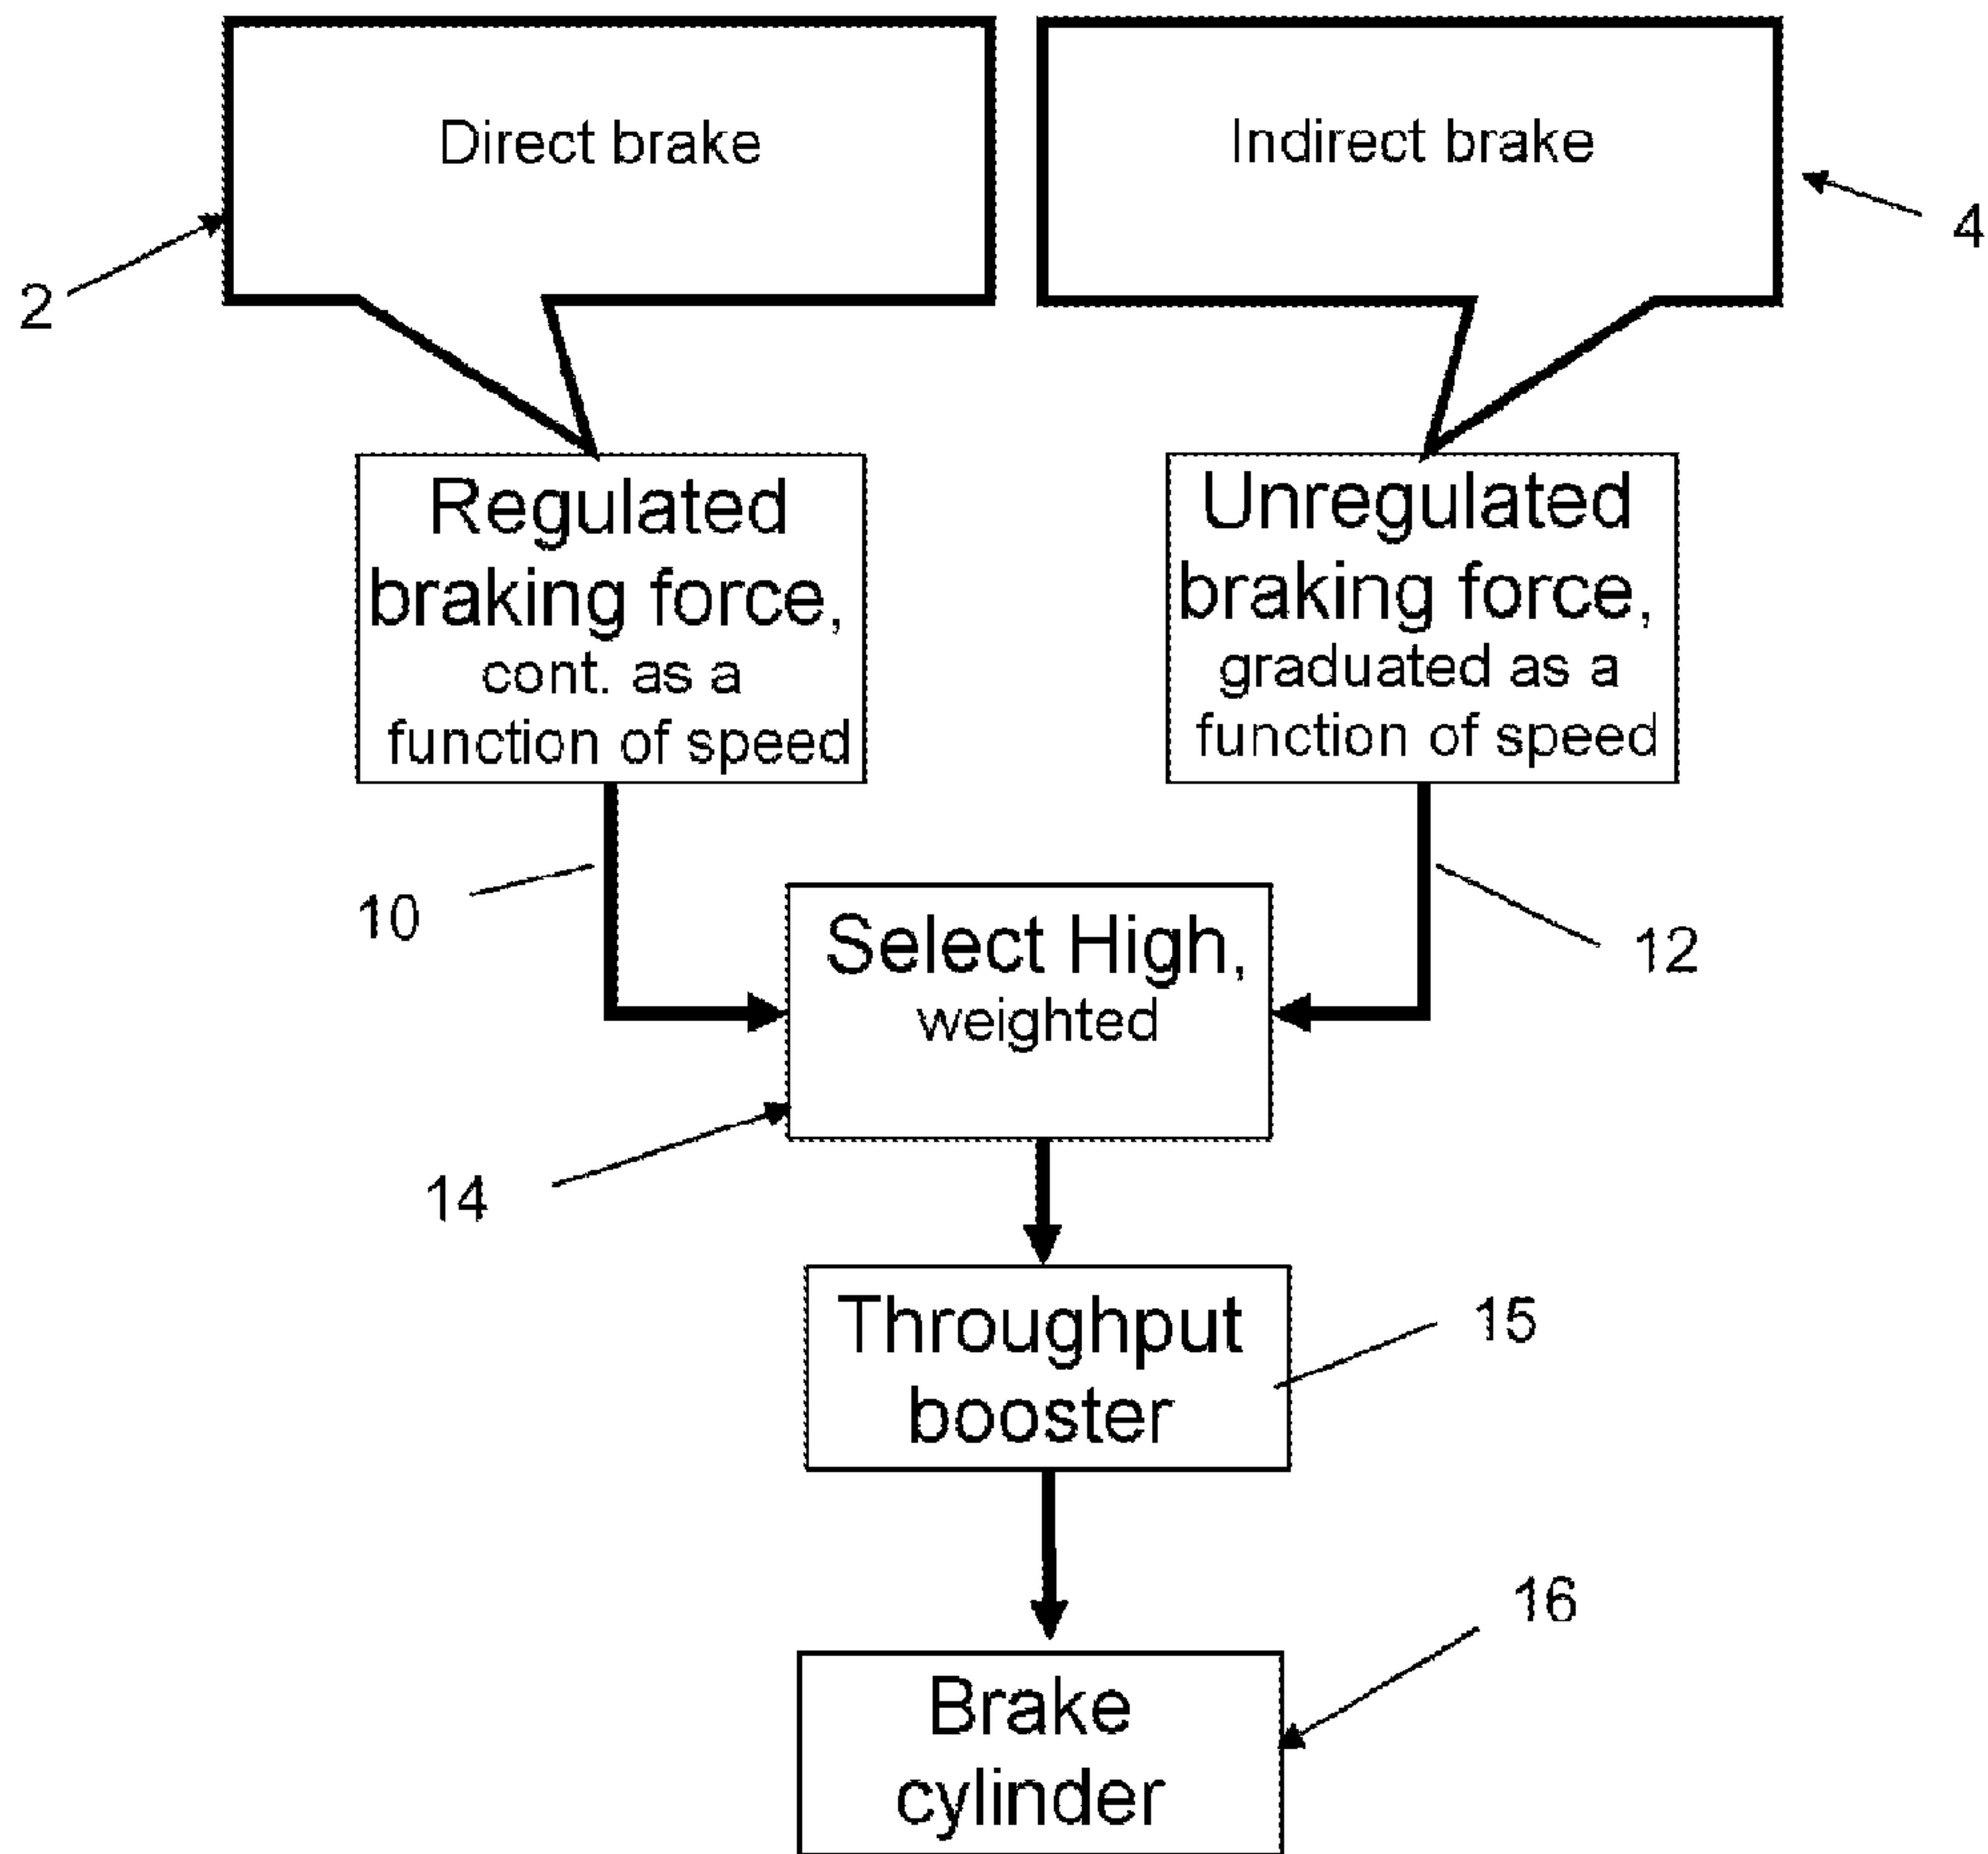 Direct brake
Indirect brake
2
4
Regulated
braking force,
cont. as a
function of speed
Unregulated
braking force,
graduated as a
function of speed
10
12
Select High,
weighted
14
Throughput
booster
15
16
Brake
cylinder